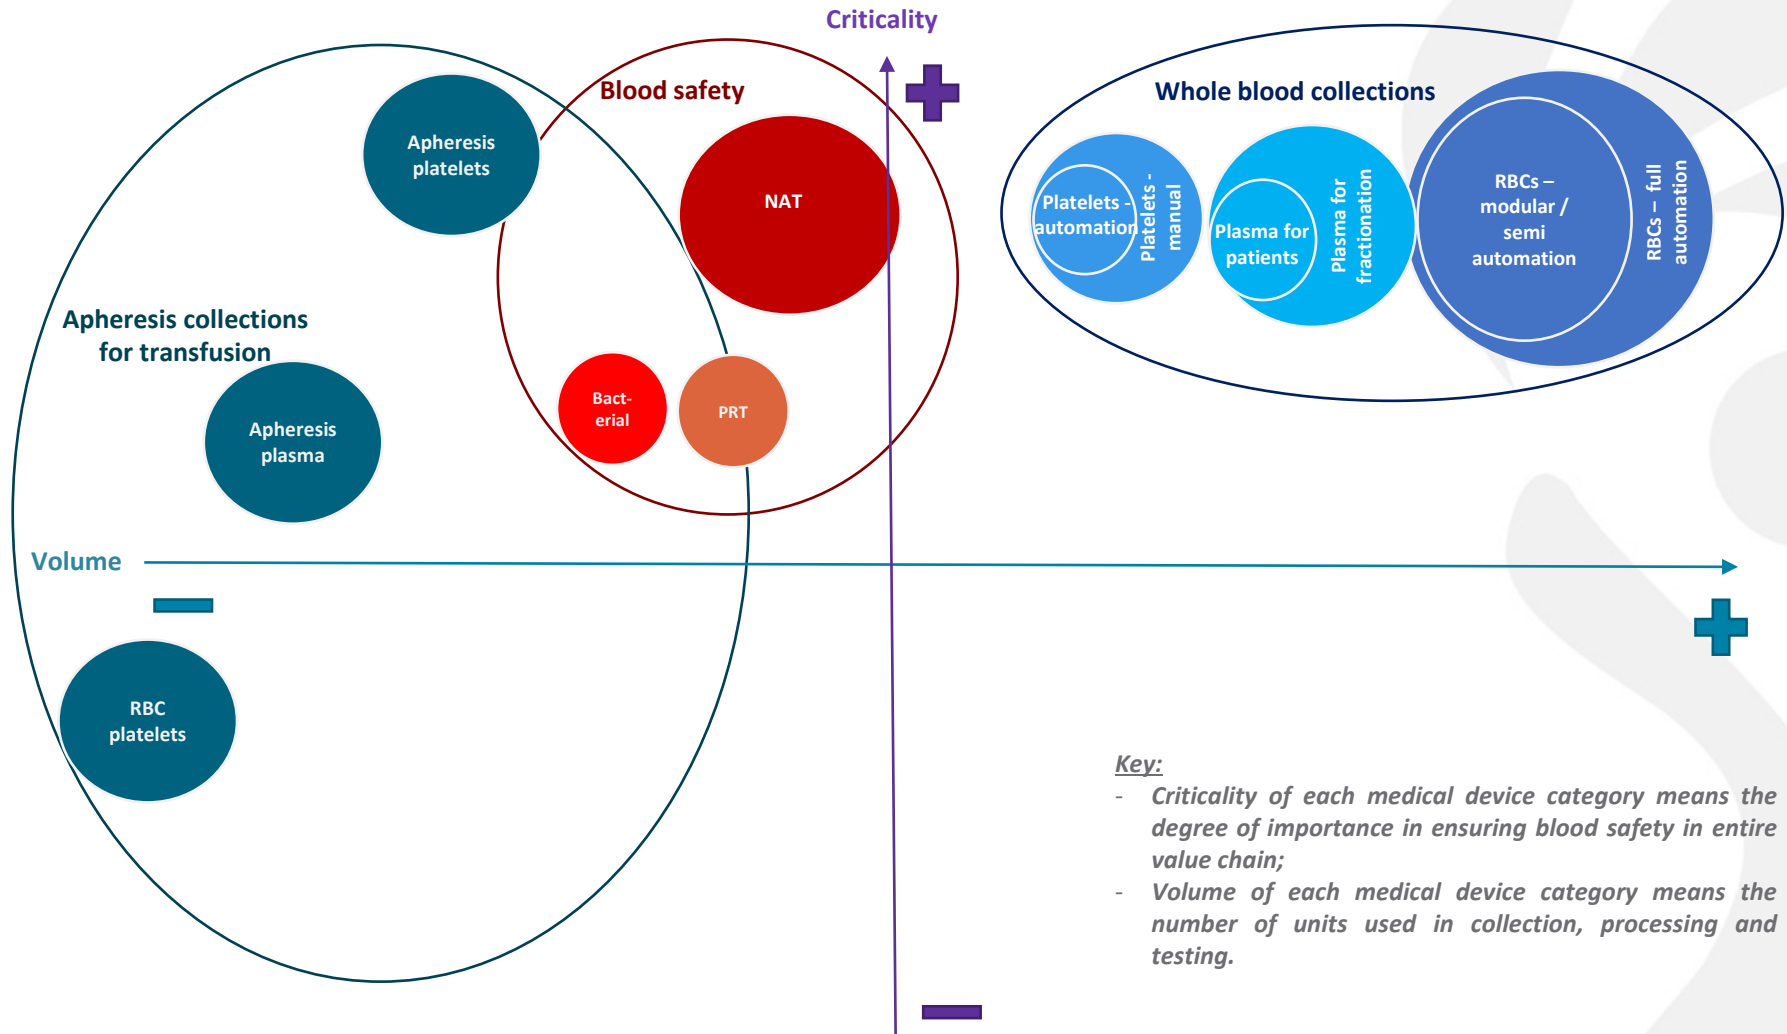 Criticality
Blood safety
Whole blood collections
Apheresis
platelets
NAT
Platelets -
automation
Platelets -
manual
Plasma for
patients
Plasma for
fractionation
RBCs –
modular /
semi
automation
RBCs – full
automation
Apheresis collections
for transfusion
Bact-
erial
PRT
Apheresis
plasma
Volume
RBC
platelets
Key:
- Criticality of each medical device category means the
degree of importance in ensuring blood safety in entire
value chain;
- Volume of each medical device category means the
number of units used in collection, processing and
testing.